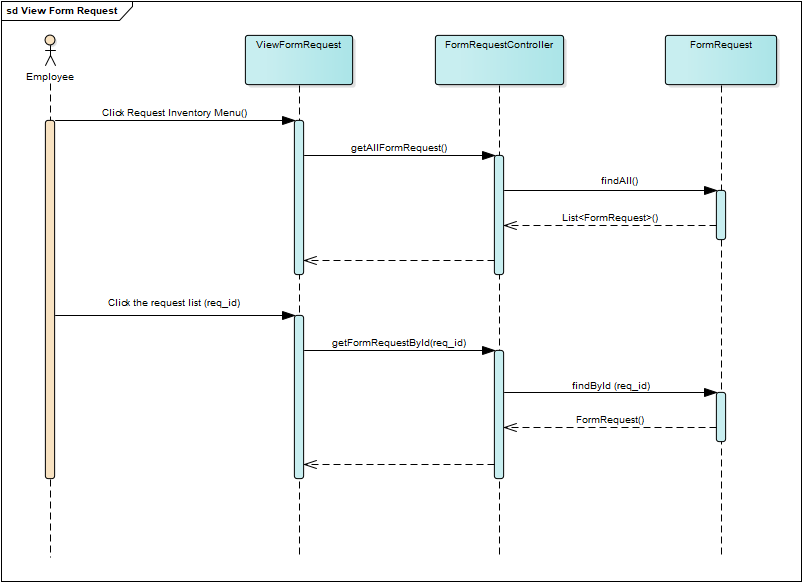 sd View Form Request
ViewFormRequest
FormRequestController
FormRequest
Employee
Click Request Inventory Menu()
getAllFormRequest()
findAll()
List<FormRequest>()
Click the request list (req_id)
getFormRequestById(req_id)
findById (req_id)
FormRequest()